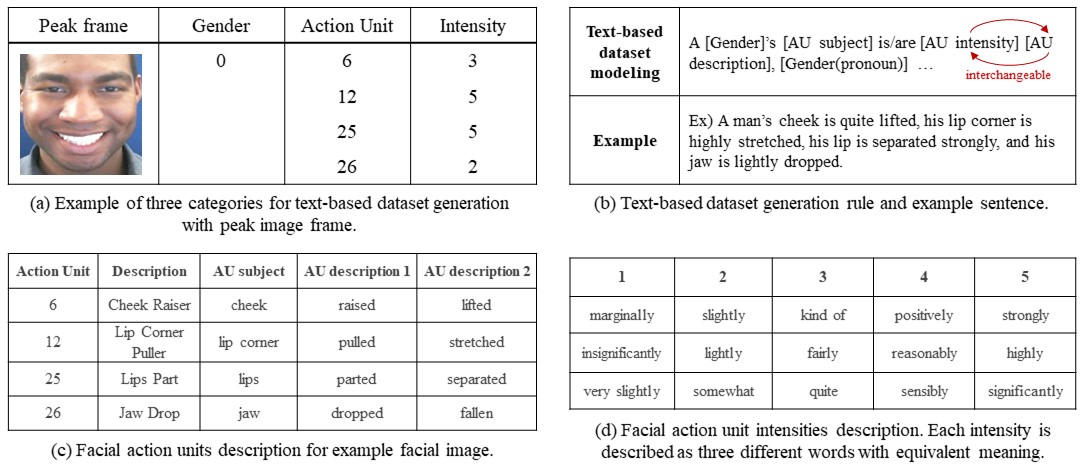 Peak frame Gender Action Unit Intensity
0 6 3
12 5
25 5
26 2
(a) Example of three categories for text-based dataset generation
with peak image frame.
Text-based
dataset
modeling
A [Gender]'s [AU subject] is/are [AU intensity] [AU
description], [Gender(pronoun)] …
interchangeable
Example
Ex) A man's cheek is quite lifted, his lip corner is
highly stretched, his lip is separated strongly, and his
jaw is lightly dropped.
(b) Text-based dataset generation rule and example sentence.
Action Unit Description AU subject AU description 1 AU description 2
6 Cheek Raiser cheek raised lifted
12 Lip Corner Puller lip corner pulled stretched
25 Lips Part lips parted separated
26 Jaw Drop jaw dropped fallen
(c) Facial action units description for example facial image.
1 2 3 4 5
marginally slightly kind of positively strongly
insignificantly lightly fairly reasonably highly
very slightly somewhat quite sensibly significantly
(d) Facial action unit intensities description. Each intensity is
described as three different words with equivalent meaning.